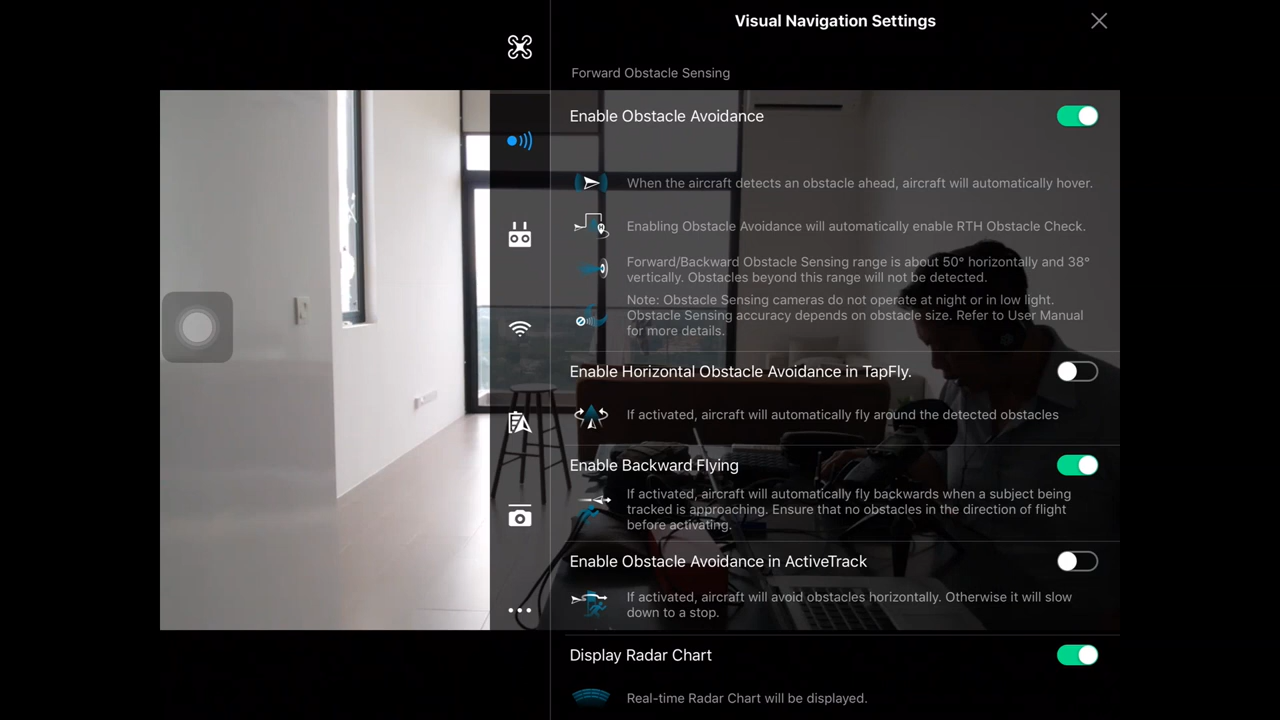 Visual Navigation Settings
Forward Obstacle Sensing
Enable Obstacle Avoidance
When the aircraft detects an obstacle ahead, aircraft will automatically hover.
Enabling Obstacle Avoidance will automatically enable RTH Obstacle Check.
Forward/Backward Obstacle Sensing range is about 50° horizontally and 38°
vertically. Obstacles beyond this range will not be detected.
Note: Obstacle Sensing cameras do not operate at night or in low light.
Obstacle Sensing accuracy depends on obstacle size. Refer to User Manual
for more details.
Enable Horizontal Obstacle Avoidance in TapFly.
If activated, aircraft will automatically fly around the detected obstacles
Enable Backward Flying
If activated, aircraft will automatically fly backwards when a subject being
tracked is approaching. Ensure that no obstacles in the direction of flight
before activating.
Enable Obstacle Avoidance in ActiveTrack
If activated, aircraft will avoid obstacles horizontally. Otherwise it will slow
down to a stop.
Display Radar Chart
Real-time Radar Chart will be displayed.